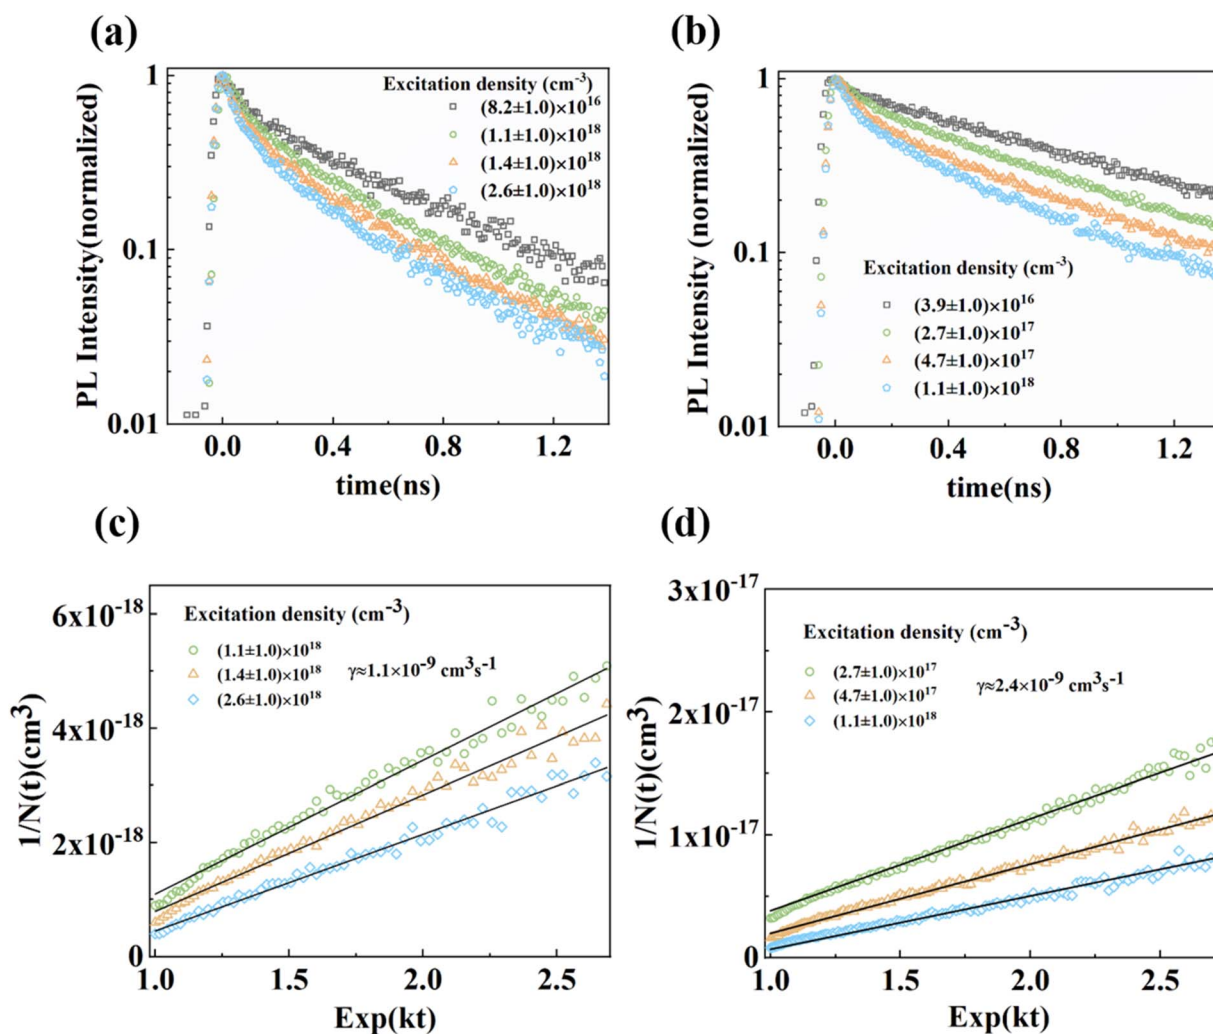 (a)
PL Intensity(normalized)
1
0.1
0.01
Excitation density (cm⁻³)
(8.2±1.0)×10¹⁶
(1.1±1.0)×10¹⁸
(1.4±1.0)×10¹⁸
(2.6±1.0)×10¹⁸
0.0 0.4 0.8 1.2
time(ns)
(b)
PL Intensity (normalized)
1
0.1
0.01
Excitation density (cm⁻³)
(3.9±1.0)×10¹⁶
(2.7±1.0)×10¹⁷
(4.7±1.0)×10¹⁷
(1.1±1.0)×10¹⁸
0.0 0.4 0.8 1.2
time(ns)
(c)
1/N(t)(cm³)
6x10⁻¹⁸
4x10⁻¹⁸
2x10⁻¹⁸
0
Excitation density (cm⁻³)
(1.1±1.0)×10¹⁸
(1.4±1.0)×10¹⁸
(2.6±1.0)×10¹⁸
γ≈1.1×10⁻⁹ cm³s⁻¹
1.0 1.5 2.0 2.5
Exp(kt)
(d)
1/N(t)(cm³)
3x10⁻¹⁷
2x10⁻¹⁷
1x10⁻¹⁷
0
Excitation density (cm⁻³)
(2.7±1.0)×10¹⁷
(4.7±1.0)×10¹⁷
(1.1±1.0)×10¹⁸
γ≈2.4×10⁻⁹ cm³s⁻¹
1.0 1.5 2.0 2.5
Exp(kt)